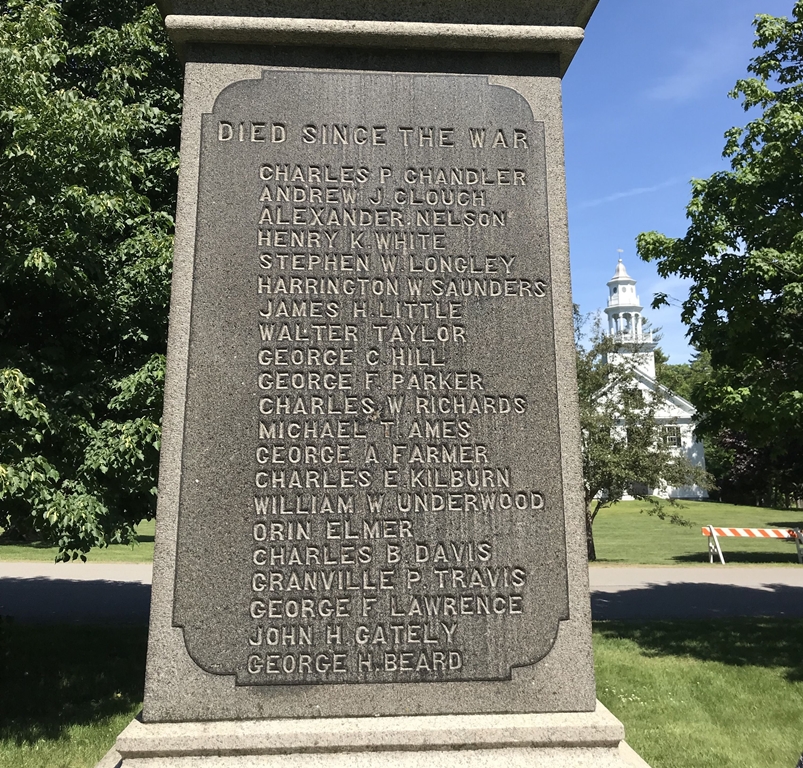 DIED SINCE THE WAR
CHARLES P. CHANDLER
ANDREW J. CLOUGH
ALEXANDER NELSON
HENRY K. WHITE
STEPHEN W. LONGLEY
HARRINGTON W. SAUNDERS
JAMES H. LITTLE
WALTER TAYLOR
GEORGE C. HILL
GEORGE F. PARKER
CHARLES W. RICHARDS
MICHAEL T. AMES
GEORGE A. FARMER
CHARLES E. KILBURN
WILLIAM W. UNDERWOOD
ORIN ELMER
CHARLES B. DAVIS
GRANVILLE P. TRAVIS
GEORGE F. LAWRENCE
JOHN H. GATELY
GEORGE H. BEARD